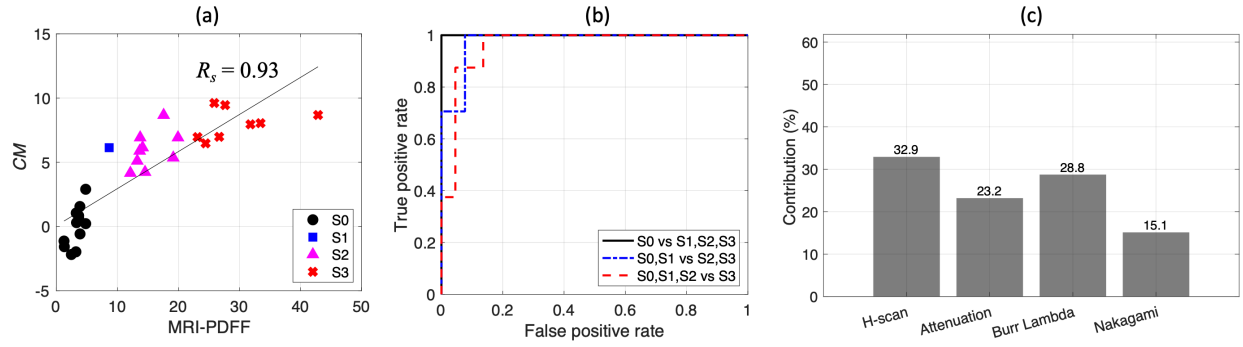 (a)
15
10
5
0
-5
CM
R_s = 0.93
S0
S1
S2
S3
0 10 20 30 40 50
MRI-PDFF
(b)
1
0.8
0.6
0.4
0.2
0
True positive rate
S0 vs S1,S2,S3
S0,S1 vs S2,S3
S0,S1,S2 vs S3
0 0.2 0.4 0.6 0.8 1
False positive rate
(c)
60
50
40
30
20
10
0
Contribution (%)
32.9
23.2
28.8
15.1
H-scan
Attenuation
Burr Lambda
Nakagami